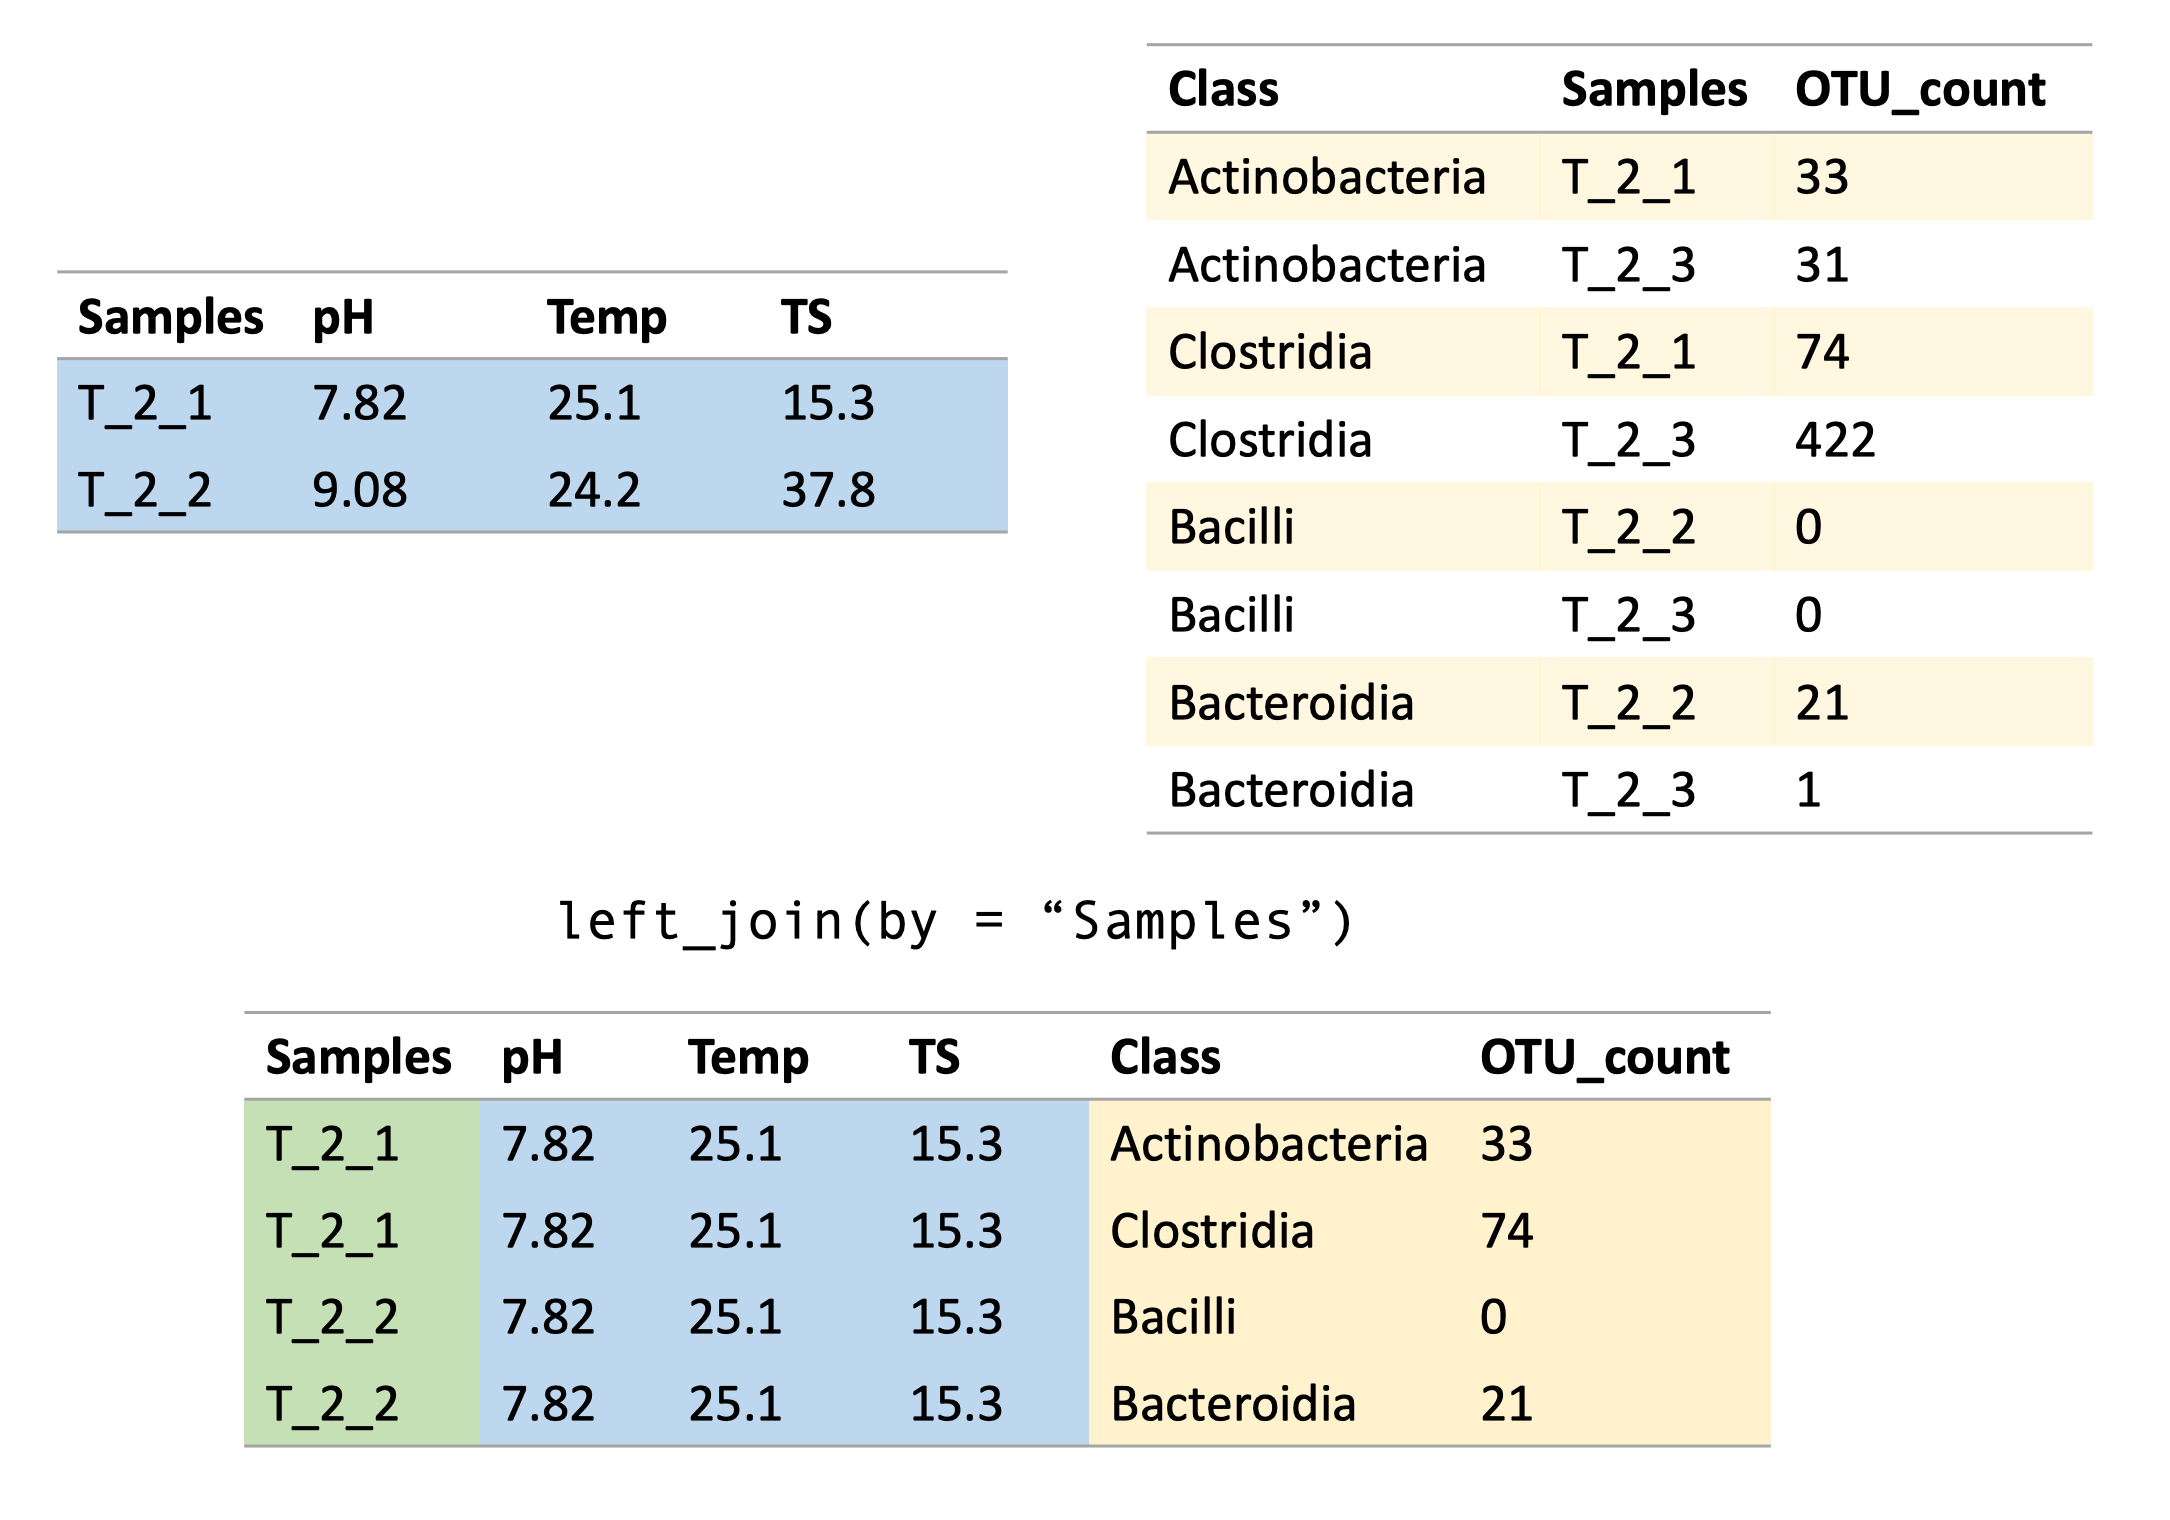 Samples pH Temp TS
T_2_1 7.82 25.1 15.3
T_2_2 9.08 24.2 37.8
Class Samples OTU_count
Actinobacteria T_2_1 33
Actinobacteria T_2_3 31
Clostridia T_2_1 74
Clostridia T_2_3 422
Bacilli T_2_2 0
Bacilli T_2_3 0
Bacteroidia T_2_2 21
Bacteroidia T_2_3 1
left_join(by = “Samples”)
Samples pH Temp TS Class OTU_count
T_2_1 7.82 25.1 15.3 Actinobacteria 33
T_2_1 7.82 25.1 15.3 Clostridia 74
T_2_2 7.82 25.1 15.3 Bacilli 0
T_2_2 7.82 25.1 15.3 Bacteroidia 21